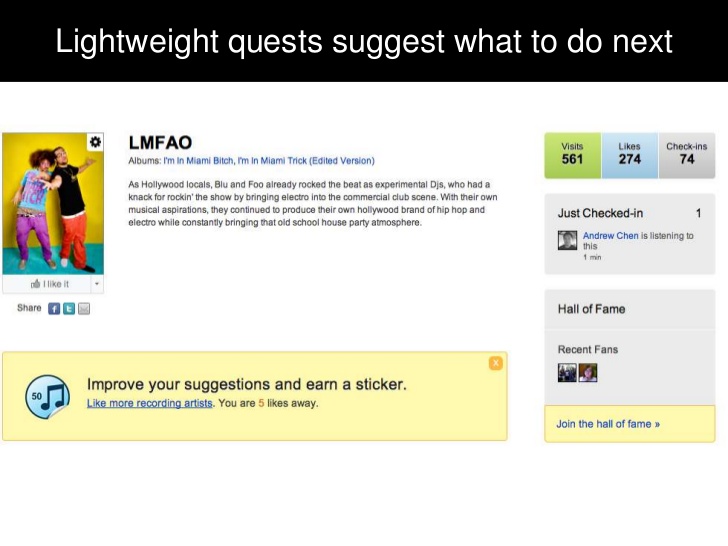 Lightweight quests suggest what to do next
LMFAO
Albums: I'm In Miami Bitch, I'm In Miami Trick (Edited Version)
As Hollywood locals, Blu and Foo already rocked the beat as experimental Djs, who had a
knack for rockin' the show by bringing electro into the commercial club scene. With their own
musical aspirations, they continued to produce their own hollywood brand of hip hop and
electro while constantly bringing that old school house party atmosphere.
I like it
Share
Visits
561
Likes
274
Check-ins
74
Just Checked-in 1
Andrew Chen is listening to
this
1 min
Hall of Fame
Recent Fans
Join the hall of fame »
50
Improve your suggestions and earn a sticker.
Like more recording artists. You are 5 likes away.
x